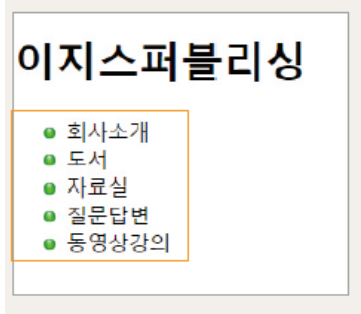 이지스퍼블리싱
회사소개
도서
자료실
질문답변
동영상강의